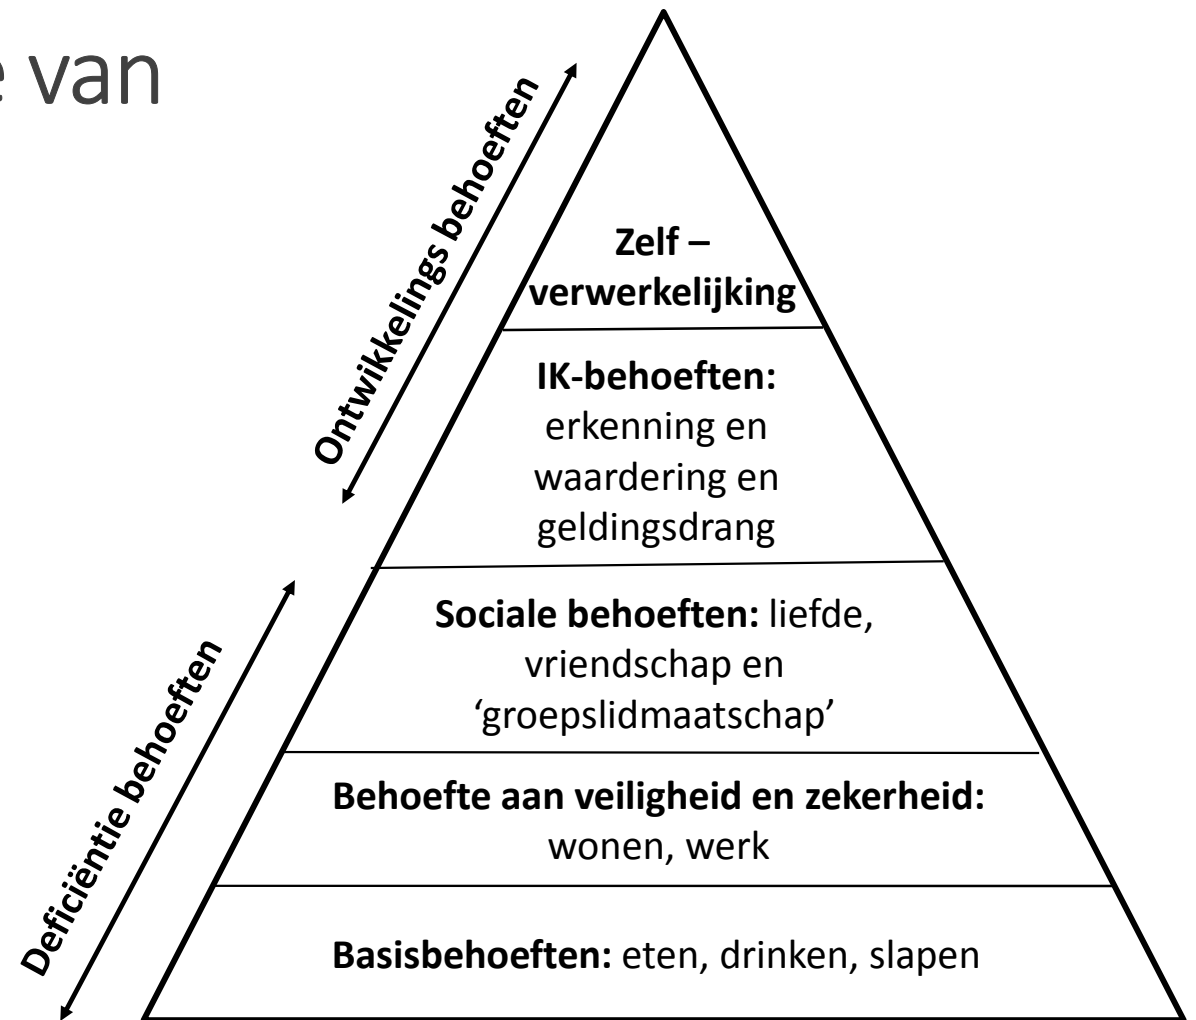 e van
Ontwikkelings behoeften
Deficiëntie behoeften
Zelf –
verwerkelijking
IK-behoeften:
erkenning en
waardering en
geldingsdrang
Sociale behoeften: liefde,
vriendschap en
‘groepslidmaatschap’
Behoefte aan veiligheid en zekerheid:
wonen, werk
Basisbehoeften: eten, drinken, slapen